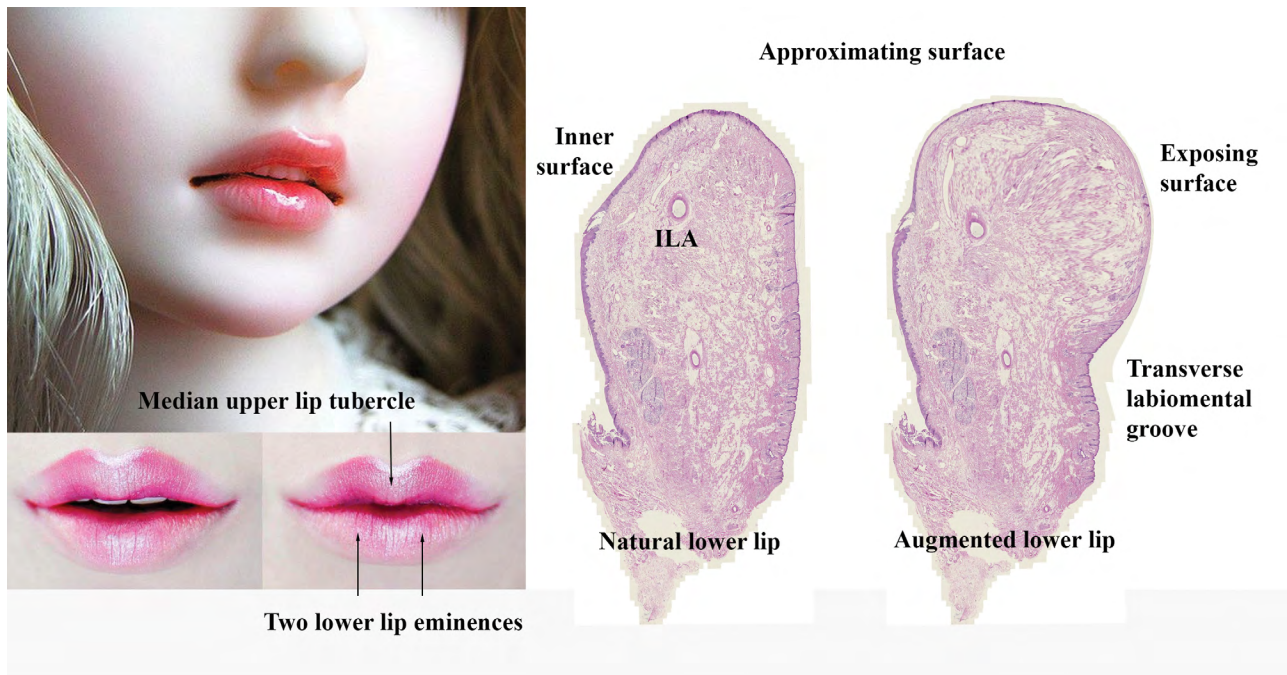 Approximating surface
Inner
surface
Exposing
surface
ILA
Transverse
labiomental
groove
Median upper lip tubercle
Natural lower lip
Augmented lower lip
Two lower lip eminences